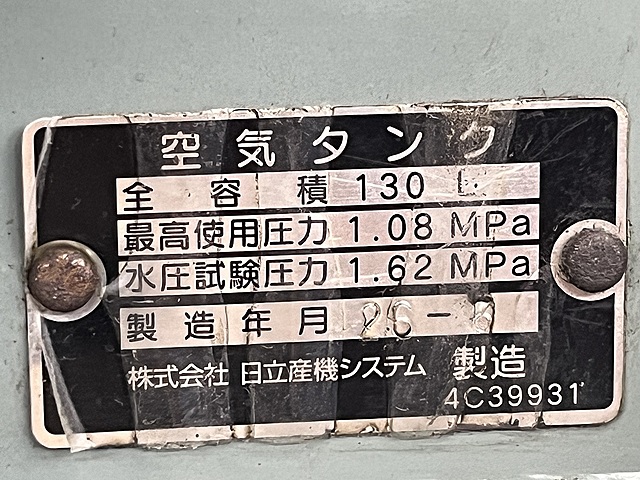 空気タンク
全容積 130 L
最高使用圧力 1.08 MPa
水圧試験圧力 1.62 MPa
製造年月
株式会社 日立産機システム 製造
4C39931